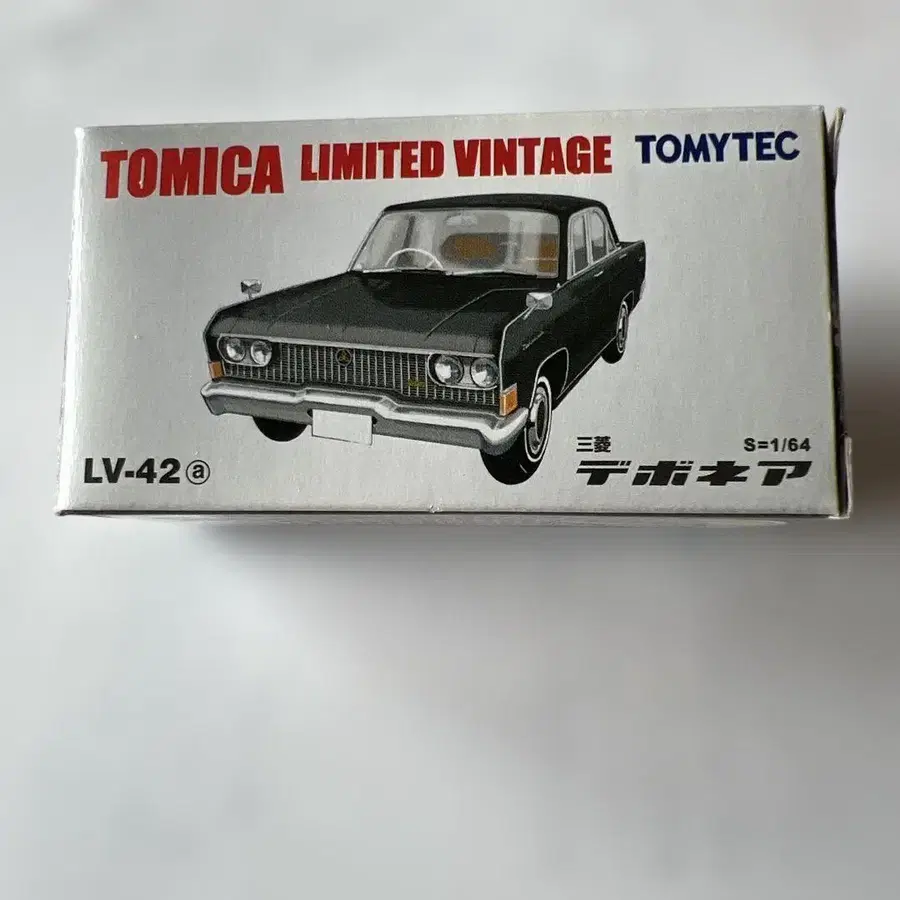 TOMICA LIMITED VINTAGE TOMYTEC
LV-42ⓐ
三菱 S=1/64
デボネア